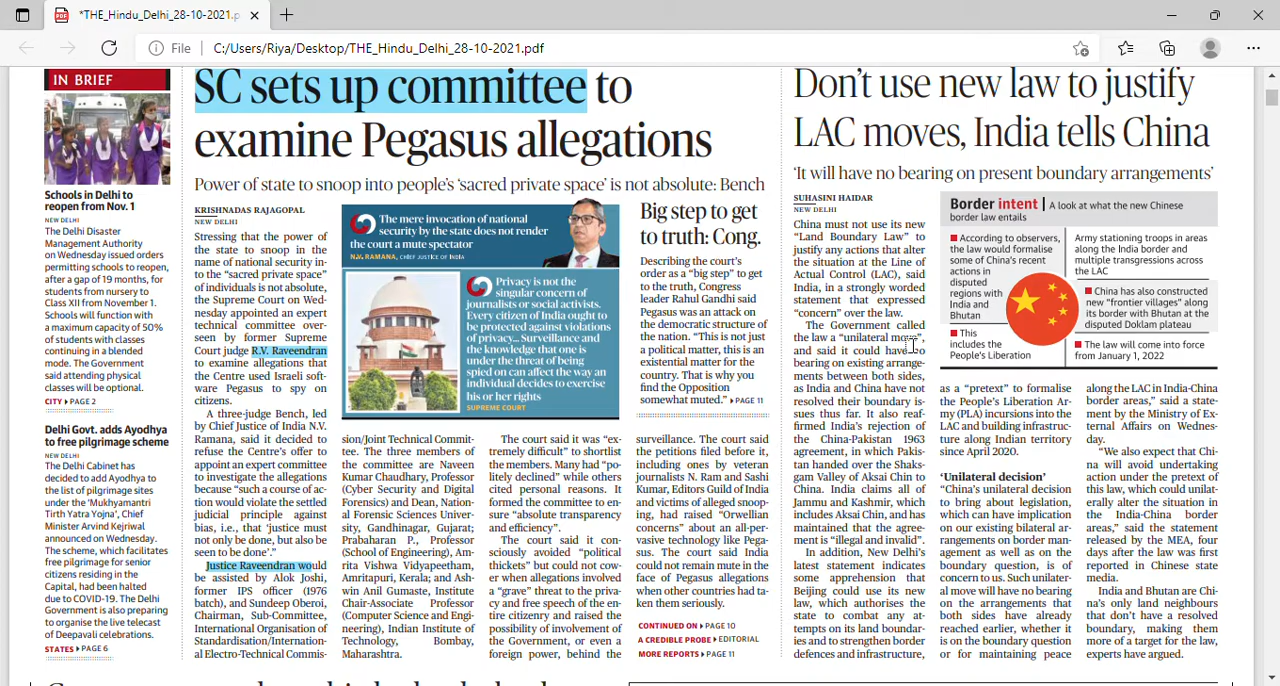 *THE_Hindu_Delhi_28-10-2021.p
File
C:/Users/Riya/Desktop/THE_Hindu_Delhi_28-10-2021.pdf
IN BRIEF
Schools in Delhi to
reopen from Nov. 1
NEW DELHI
The Delhi Disaster
Management Authority
on Wednesday issued orders
permitting schools to reopen,
after a gap of 19 months, for
students from nursery to
Class XII from November 1.
Schools will function with
a maximum capacity of 50%
of students with classes
continuing in a blended
mode. The Government
said attending physical
classes will be optional.
CITY PAGE 2
Delhi Govt. adds Ayodhya
to free pilgrimage scheme
NEW DELHI
The Delhi Cabinet has
decided to add Ayodhya to
the list of pilgrimage sites
under the ‘Mukhyamantri
Tirth Yatra Yojna’, Chief
Minister Arvind Kejriwal
announced on Wednesday.
The scheme, which facilitates
free pilgrimage for senior
citizens residing in the
Capital, had been halted
due to COVID-19. The Delhi
Government is also preparing
to organise the live telecast
of Deepavali celebrations.
STATES PAGE 6
SC sets up committee to
examine Pegasus allegations
Power of state to snoop into people’s ‘sacred private space’ is not absolute: Bench
KRISHNADAS RAJAGOPAL
NEW DELHI
Stressing that the power of
the state to snoop in the
name of national security in-
to the “sacred private space”
of individuals is not absolute,
the Supreme Court on Wed-
nesday appointed an expert
technical committee over-
seen by former Supreme
Court judge R.V. Raveendran
to examine allegations that
the Centre used Israeli soft-
ware Pegasus to spy on
citizens.
A three-judge Bench, led
by Chief Justice of India N.V.
Ramana, said it decided to
refuse the Centre’s offer to
appoint an expert committee
to investigate the allegations
because “such a course of ac-
tion would violate the settled
judicial principle against
bias, i.e., that ‘justice must
not only be done, but also be
seen to be done’.”
Justice Raveendran would
be assisted by Alok Joshi,
former IPS officer (1976
batch), and Sundeep Oberoi,
Chairman, Sub-Committee,
International Organisation of
Standardisation/Internation-
al Electro-Technical Commis-
The mere invocation of national
security by the state does not render
the court a mute spectator
N.V. RAMANA, CHIEF JUSTICE OF INDIA
Privacy is not the
singular concern of
journalists or social activists.
Every citizen of India ought to
be protected against violations
of privacy... Surveillance and
the knowledge that one is
under the threat of being
spied on can affect the way an
individual decides to exercise
his or her rights
SUPREME COURT
sion/Joint Technical Commit-
tee. The three members of
the committee are Naveen
Kumar Chaudhary, Professor
(Cyber Security and Digital
Forensics) and Dean, Nation-
al Forensic Sciences Univer-
sity, Gandhinagar, Gujarat;
Prabaharan P., Professor
(School of Engineering), Am-
rita Vishwa Vidyapeetham,
Amritapuri, Kerala; and Ash-
win Anil Gumaste, Institute
Chair-Associate Professor
(Computer Science and Engi-
neering), Indian Institute of
Technology, Bombay,
Maharashtra.
The court said it was “ex-
tremely difficult” to shortlist
the members. Many had “po-
litely declined” while others
cited personal reasons. It
formed the committee to en-
sure “absolute transparency
and efficiency”.
The court said it con-
sciously avoided “political
thickets” but could not cow-
er when allegations involved
a “grave” threat to the priva-
cy and free speech of the en-
tire citizenry and raised the
possibility of involvement of
the Government, or even a
foreign power, behind the
Big step to get
to truth: Cong.
Describing the court’s
order as a “big step” to get
to the truth, Congress
leader Rahul Gandhi said
Pegasus was an attack on
the democratic structure of
the nation. “This is not just
a political matter, this is an
existential matter for the
country. That is why you
find the Opposition
somewhat muted.” PAGE 11
surveillance. The court said
the petitions filed before it,
including ones by veteran
journalists N. Ram and Sashi
Kumar, Editors Guild of India
and victims of alleged snoop-
ing, had raised “Orwellian
concerns” about an all-per-
vasive technology like Pega-
sus. The court said India
could not remain mute in the
face of Pegasus allegations
when other countries had ta-
ken them seriously.
CONTINUED ON PAGE 10
A CREDIBLE PROBE EDITORIAL
MORE REPORTS PAGE 11
Don’t use new law to justify
LAC moves, India tells China
‘It will have no bearing on present boundary arrangements’
SUHASINI HAIDAR
NEW DELHI
China must not use its new
“Land Boundary Law” to
justify any actions that alter
the situation at the Line of
Actual Control (LAC), said
India, in a strongly worded
statement that expressed
“concern” over the law.
The Government called
the law a “unilateral move”,
and said it could have no
bearing on existing arrange-
ments between both sides,
as India and China have not
resolved their boundary is-
sues thus far. It also reaf-
firmed India’s rejection of
the China-Pakistan 1963
agreement, in which Pakis-
tan handed over the Shaks-
gam Valley of Aksai Chin to
China. India claims all of
Jammu and Kashmir, which
includes Aksai Chin, and has
maintained that the agree-
ment is “illegal and invalid”.
In addition, New Delhi’s
latest statement indicates
some apprehension that
Beijing could use its new
law, which authorises the
state to combat any at-
tempts on its land boundar-
ies and to strengthen border
defences and infrastructure,
Border intent | A look at what the new Chinese
border law entails
According to observers,
the law would formalise
some of China’s recent
actions in
disputed
regions with
India and
Bhutan
This
includes the
People’s Liberation
Army stationing troops in areas
along the India border and
multiple transgressions across
the LAC
China has also constructed
new “frontier villages” along
its border with Bhutan at the
disputed Doklam plateau
The law will come into force
from January 1, 2022
as a “pretext” to formalise
the People’s Liberation Ar-
my (PLA) incursions into the
LAC and building infrastruc-
ture along Indian territory
since April 2020.
‘Unilateral decision’
“China’s unilateral decision
to bring about legislation,
which can have implication
on our existing bilateral ar-
rangements on border man-
agement as well as on the
boundary question, is of
concern to us. Such unilater-
al move will have no bearing
on the arrangements that
both sides have already
reached earlier, whether it
is on the boundary question
or for maintaining peace
along the LAC in India-China
border areas,” said a state-
ment by the Ministry of Ex-
ternal Affairs on Wednes-
day.
“We also expect that Chi-
na will avoid undertaking
action under the pretext of
this law, which could unilat-
erally alter the situation in
the India-China border
areas,” said the statement
released by the MEA, four
days after the law was first
reported in Chinese state
media.
India and Bhutan are Chi-
na’s only land neighbours
that don’t have a resolved
boundary, making them
more of a target for the law,
experts have argued.